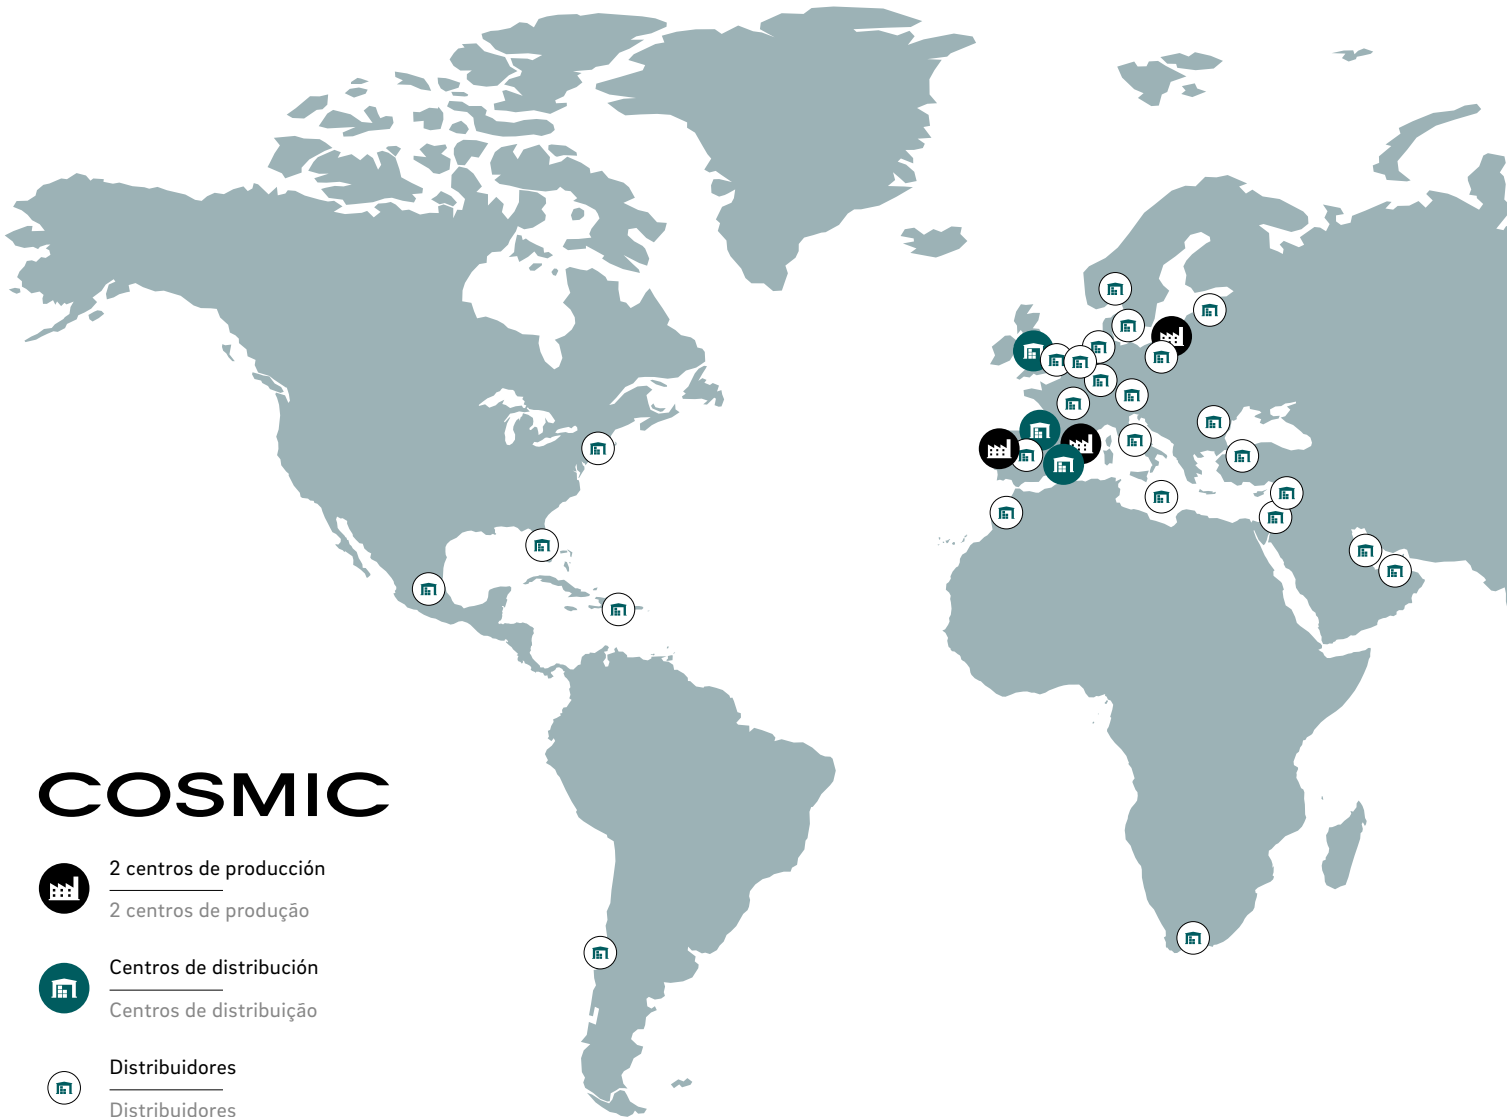 COSMIC
2 centros de producción
2 centros de produção
Centros de distribución
Centros de distribuição
Distribuidores
Distribuidores